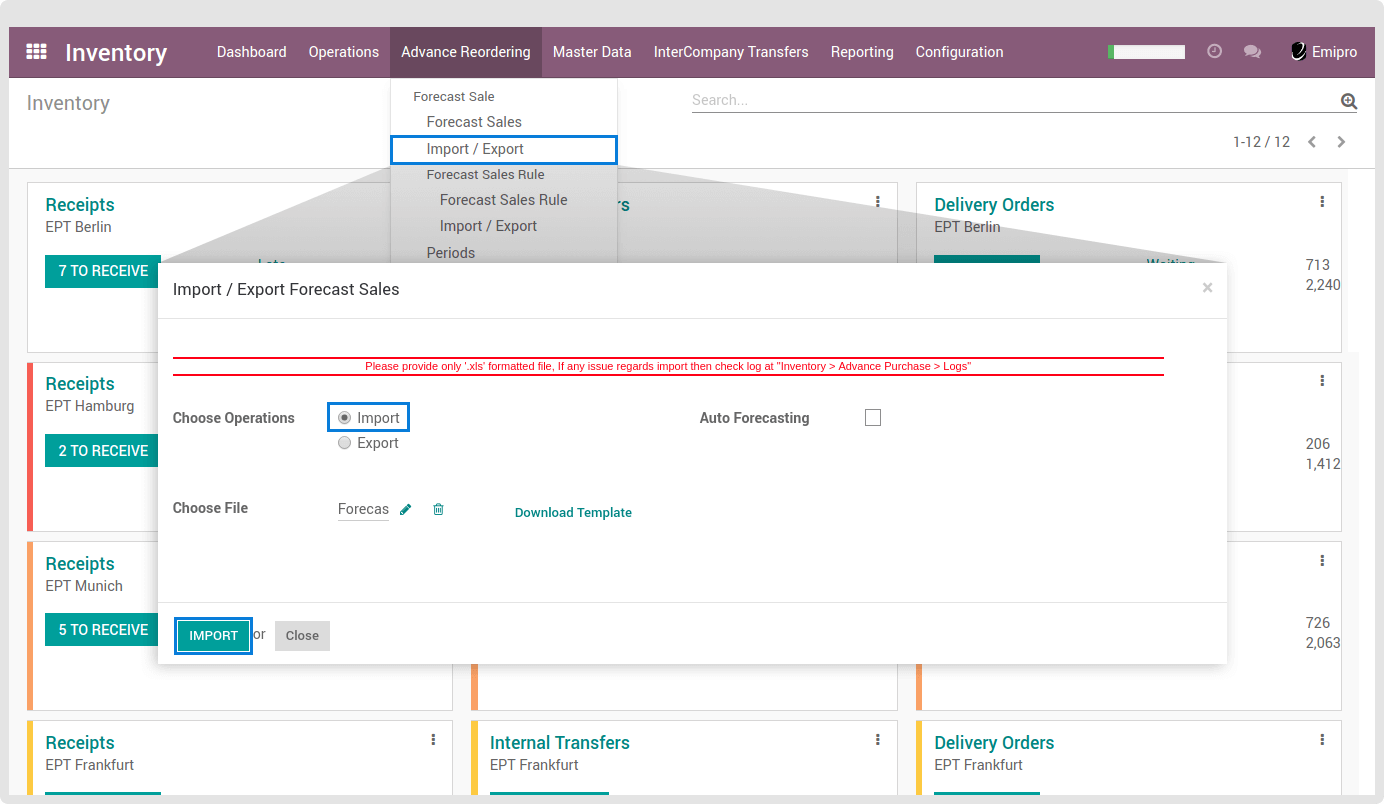 Inventory Dashboard Operations Advance Reordering Master Data InterCompany Transfers Reporting Configuration Emipro
Inventory
Search...
1-12 / 12
Forecast Sale
Forecast Sales
Import / Export
Forecast Sales Rule
Forecast Sales Rule
Import / Export
Periods
Receipts
EPT Berlin
7 TO RECEIVE
Delivery Orders
EPT Berlin
713
2,240
Import / Export Forecast Sales
Please provide only '.xls' formatted file, If any issue regards import then check log at "Inventory > Advance Purchase > Logs"
Choose Operations
Import
Export
Auto Forecasting
Choose File
Forecas
Download Template
IMPORT or Close
Receipts
EPT Hamburg
2 TO RECEIVE
206
1,412
Receipts
EPT Munich
5 TO RECEIVE
726
2,063
Receipts
EPT Frankfurt
Internal Transfers
EPT Frankfurt
Delivery Orders
EPT Frankfurt